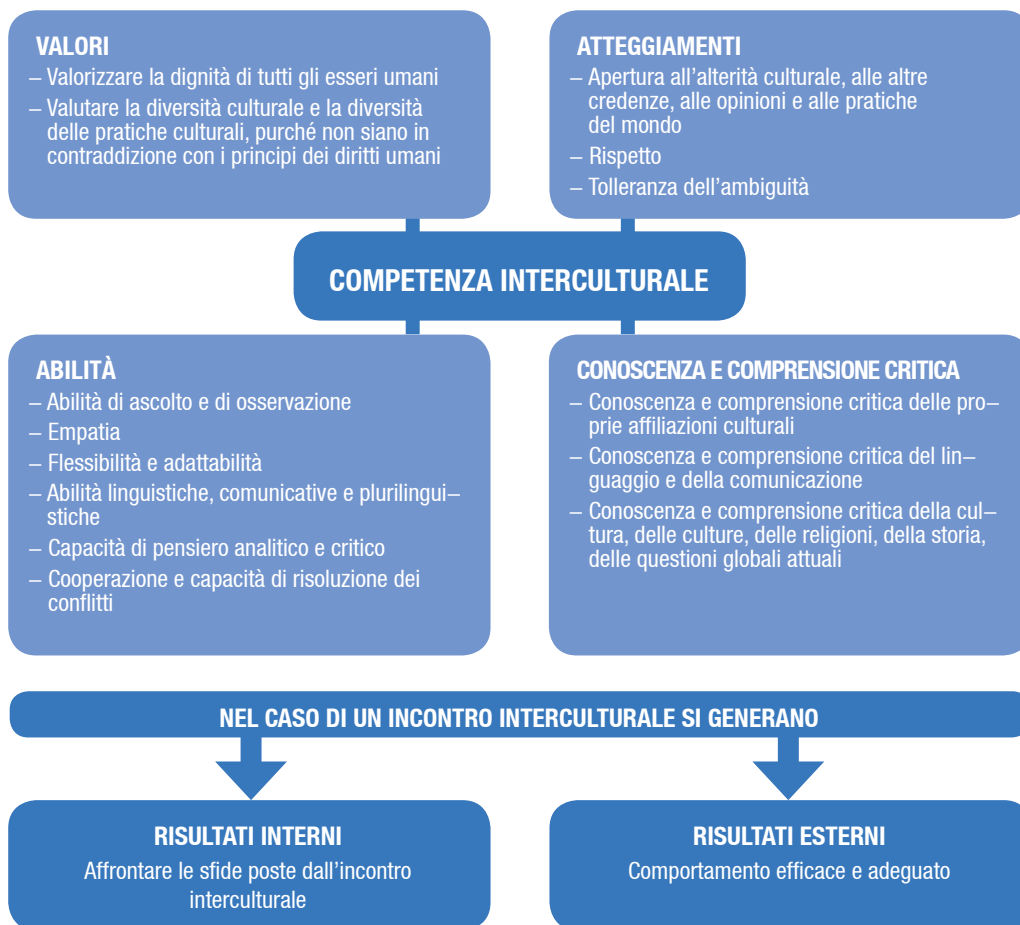 VALORI
– Valorizzare la dignità di tutti gli esseri umani
– Valutare la diversità culturale e la diversità
delle pratiche culturali, purché non siano in
contraddizione con i principi dei diritti umani
ATTEGGIAMENTI
– Apertura all'alterità culturale, alle altre
credenze, alle opinioni e alle pratiche
del mondo
– Rispetto
– Tolleranza dell'ambiguità
COMPETENZA INTERCULTURALE
ABILITÀ
– Abilità di ascolto e di osservazione
– Empatia
– Flessibilità e adattabilità
– Abilità linguistiche, comunicative e plurilingui–
stiche
– Capacità di pensiero analitico e critico
– Cooperazione e capacità di risoluzione dei
conflitti
CONOSCENZA E COMPRENSIONE CRITICA
– Conoscenza e comprensione critica delle pro–
prie affiliazioni culturali
– Conoscenza e comprensione critica del lin–
guaggio e della comunicazione
– Conoscenza e comprensione critica della cul–
tura, delle culture, delle religioni, della storia,
delle questioni globali attuali
NEL CASO DI UN INCONTRO INTERCULTURALE SI GENERANO
RISULTATI INTERNI
Affrontare le sfide poste dall'incontro
interculturale
RISULTATI ESTERNI
Comportamento efficace e adeguato